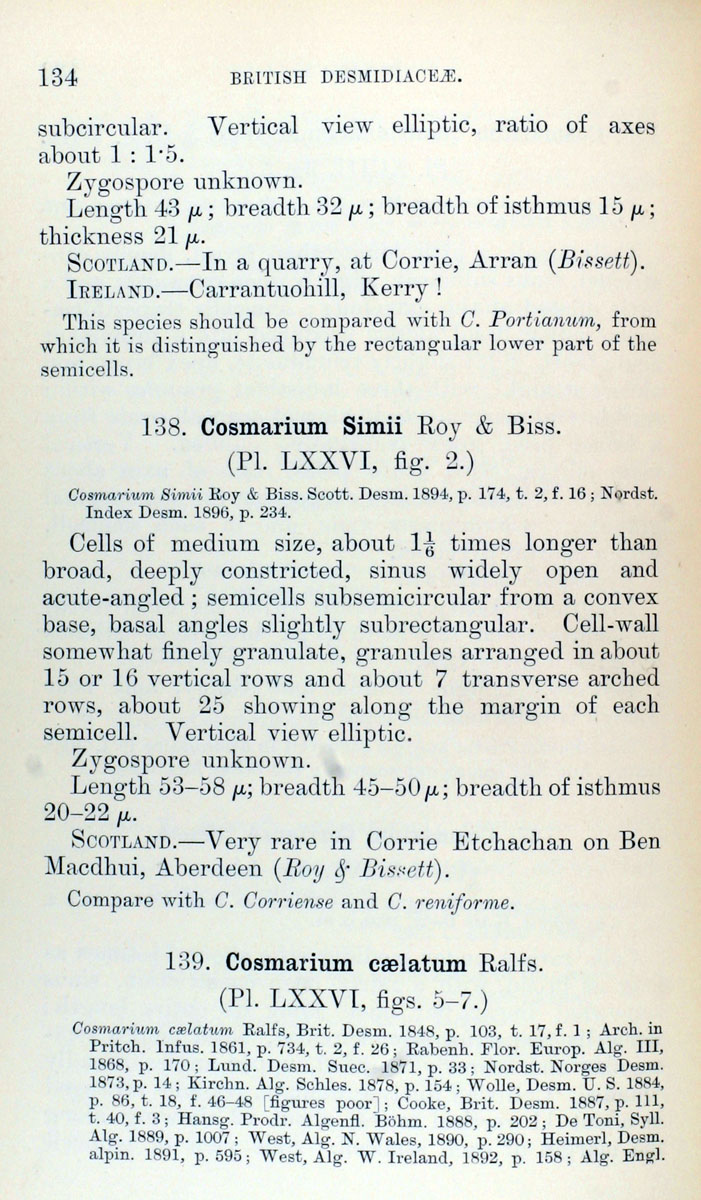 134 BRITISH DESMIDIACEÆ.
subcircular. Vertical view elliptic, ratio of axes
about 1 : 1·5.
Zygospore unknown.
Length 43 μ ; breadth 32 μ ; breadth of isthmus 15 μ ;
thickness 21 μ.
SCOTLAND.—In a quarry, at Corrie, Arran (Bissett).
IRELAND.—Carrantuohill, Kerry !
This species should be compared with C. Portianum, from
which it is distinguished by the rectangular lower part of the
semicells.
138. Cosmarium Simii Roy & Biss.
(Pl. LXXVI, fig. 2.)
Cosmarium Simii Roy & Biss. Scott. Desm. 1894, p. 174, t. 2, f. 16 ; Nordst.
Index Desm. 1896, p. 234.
Cells of medium size, about 1⅙ times longer than
broad, deeply constricted, sinus widely open and
acute-angled ; semicells subsemicircular from a convex
base, basal angles slightly subrectangular. Cell-wall
somewhat finely granulate, granules arranged in about
15 or 16 vertical rows and about 7 transverse arched
rows, about 25 showing along the margin of each
semicell. Vertical view elliptic.
Zygospore unknown.
Length 53–58 μ; breadth 45–50 μ ; breadth of isthmus
20–22 μ.
SCOTLAND.—Very rare in Corrie Etchachan on Ben
Macdhui, Aberdeen (Roy & Bissett).
Compare with C. Corriense and C. reniforme.
139. Cosmarium cælatum Ralfs.
(Pl. LXXVI, figs. 5–7.)
Cosmarium cælatum Ralfs, Brit. Desm. 1848, p. 103, t. 17, f. 1 ; Arch. in
Pritch. Infus. 1861, p. 734, t. 2, f. 26 ; Rabenh. Flor. Europ. Alg. III,
1868, p. 170 ; Lund. Desm. Suec. 1871, p. 33 ; Nordst. Norges Desm.
1873, p. 14 ; Kirchn. Alg. Schles. 1878, p. 154 ; Wolle, Desm. U. S. 1884,
p. 86, t. 18, f. 46–48 [figures poor] ; Cooke, Brit. Desm. 1887, p. 111,
t. 40, f. 3 ; Hansg. Prodr. Algenfl. Böhm. 1888, p. 202 ; De Toni, Syll.
Alg. 1889, p. 1007 ; West, Alg. N. Wales, 1890, p. 290 ; Heimerl, Desm.
alpin. 1891, p. 595 ; West, Alg. W. Ireland, 1892, p. 158 ; Alg. Engl.